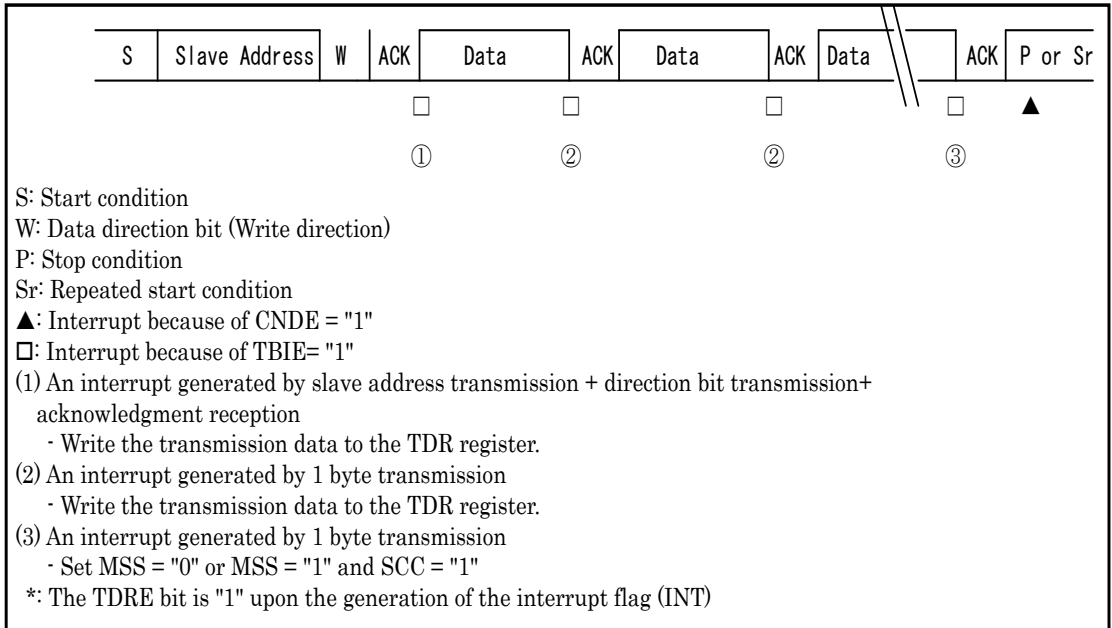 S Slave Address W ACK Data ACK Data ACK Data ACK P or Sr
□ □ □ □ ▲
① ② ② ③
S: Start condition
W: Data direction bit (Write direction)
P: Stop condition
Sr: Repeated start condition
▲: Interrupt because of CNDE = "1"
□: Interrupt because of TBIE= "1"
(1) An interrupt generated by slave address transmission + direction bit transmission+
acknowledgment reception
- Write the transmission data to the TDR register.
(2) An interrupt generated by 1 byte transmission
- Write the transmission data to the TDR register.
(3) An interrupt generated by 1 byte transmission
- Set MSS = "0" or MSS = "1" and SCC = "1"
*: The TDRE bit is "1" upon the generation of the interrupt flag (INT)